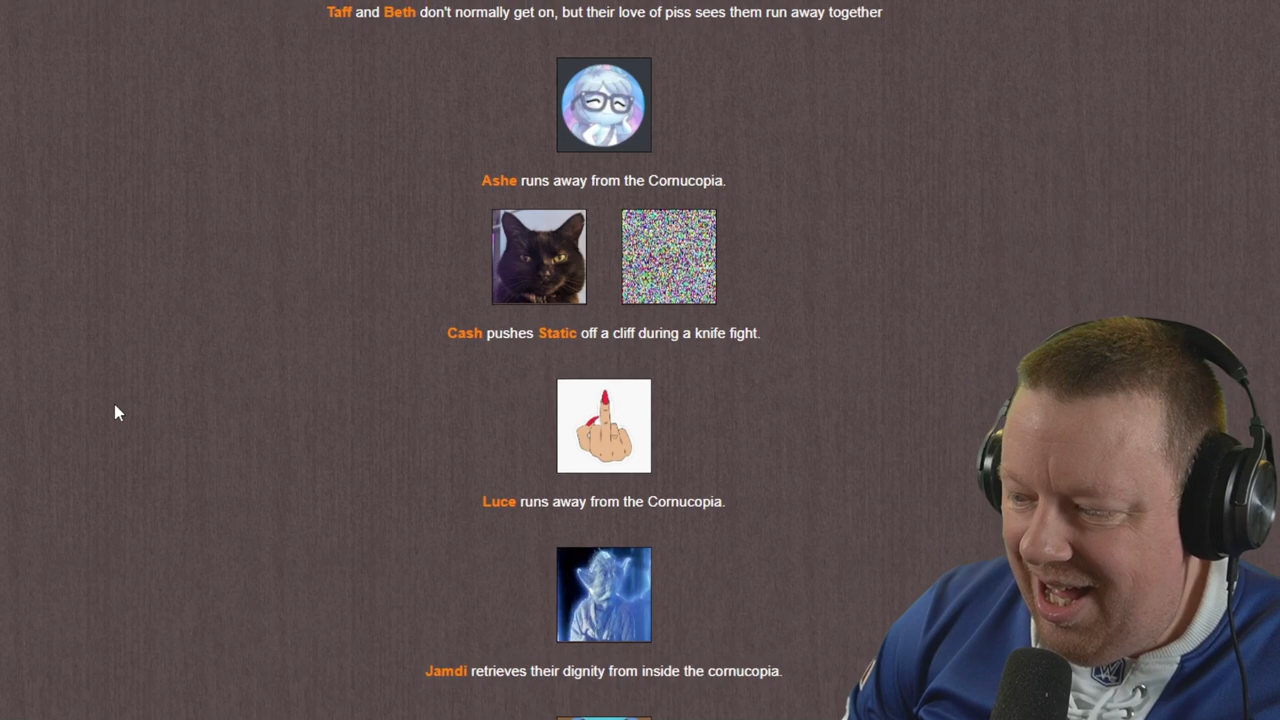 Taff and Beth don't normally get on, but their love of piss sees them run away together
Ashe runs away from the Cornucopia.
Cash pushes Static off a cliff during a knife fight.
Luce runs away from the Cornucopia.
Jamdi retrieves their dignity from inside the cornucopia.